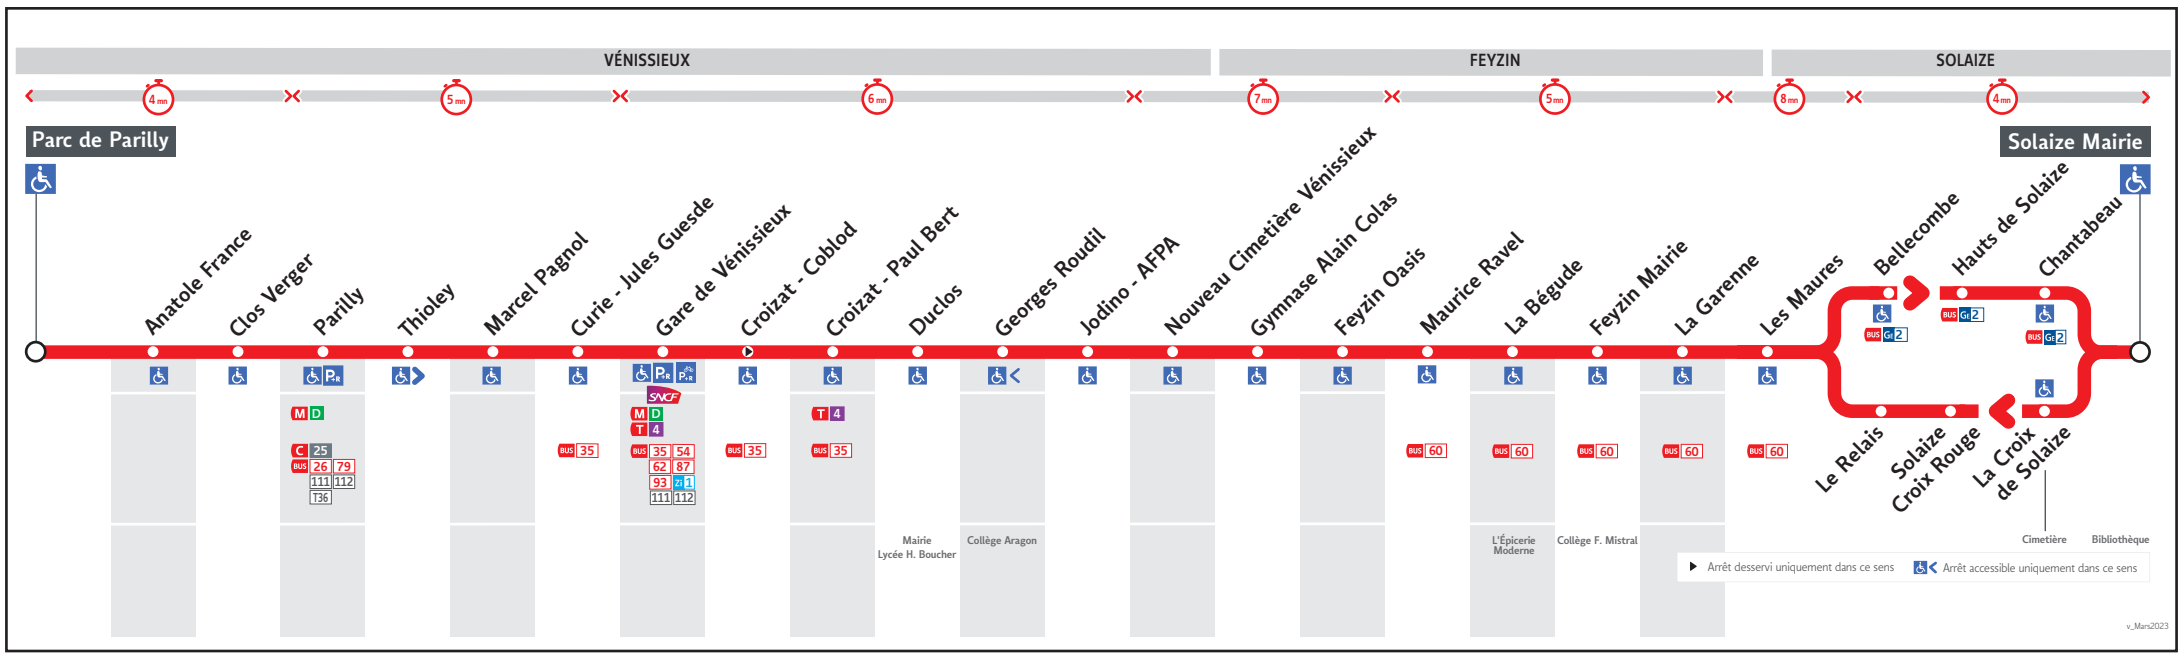 VÉNISSIEUX
FEYZIN
SOLAIZE
4 mn
5 mn
6 mn
7 mn
5 mn
8 mn
4 mn
Parc de Parilly
Solaize Mairie
Anatole France
Clos Verger
Parilly
Thioley
Marcel Pagnol
Curie - Jules Guesde
Gare de Vénissieux
Croizat - Coblod
Croizat - Paul Bert
Duclos
Georges Roudil
Jodino - AFPA
Nouveau Cimetière Vénissieux
Gymnase Alain Colas
Feyzin Oasis
Maurice Ravel
La Bégude
Feyzin Mairie
La Garenne
Les Maures
Bellecombe
Hauts de Solaize
Chantabeau
BUS GE 2
BUS GE 2
BUS GE 2
Le Relais
Solaize
Croix Rouge
La Croix
de Solaize
P+R
M D
C 25
BUS 26 79
111 112
T36
BUS 35
P+R P+R
SNCF
M D
T 4
BUS 35 54
62 87
93 Zi 1
111 112
BUS 35
T 4
BUS 35
BUS 60
BUS 60
BUS 60
BUS 60
BUS 60
Mairie
Lycée H. Boucher
Collège Aragon
L'Épicerie
Moderne
Collège F. Mistral
Cimetière
Bibliothèque
Arrêt desservi uniquement dans ce sens
Arrêt accessible uniquement dans ce sens
v_Mars2023